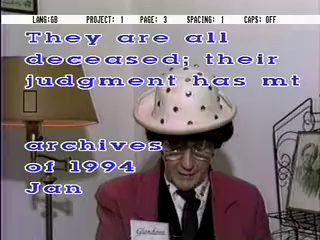 LANG:GB PROJECT: 1 PAGE: 3 SPACING: 1 CAPS: OFF
They are all
deceased; their
judgment has mt
archives
of 1994
Jan
Glendora